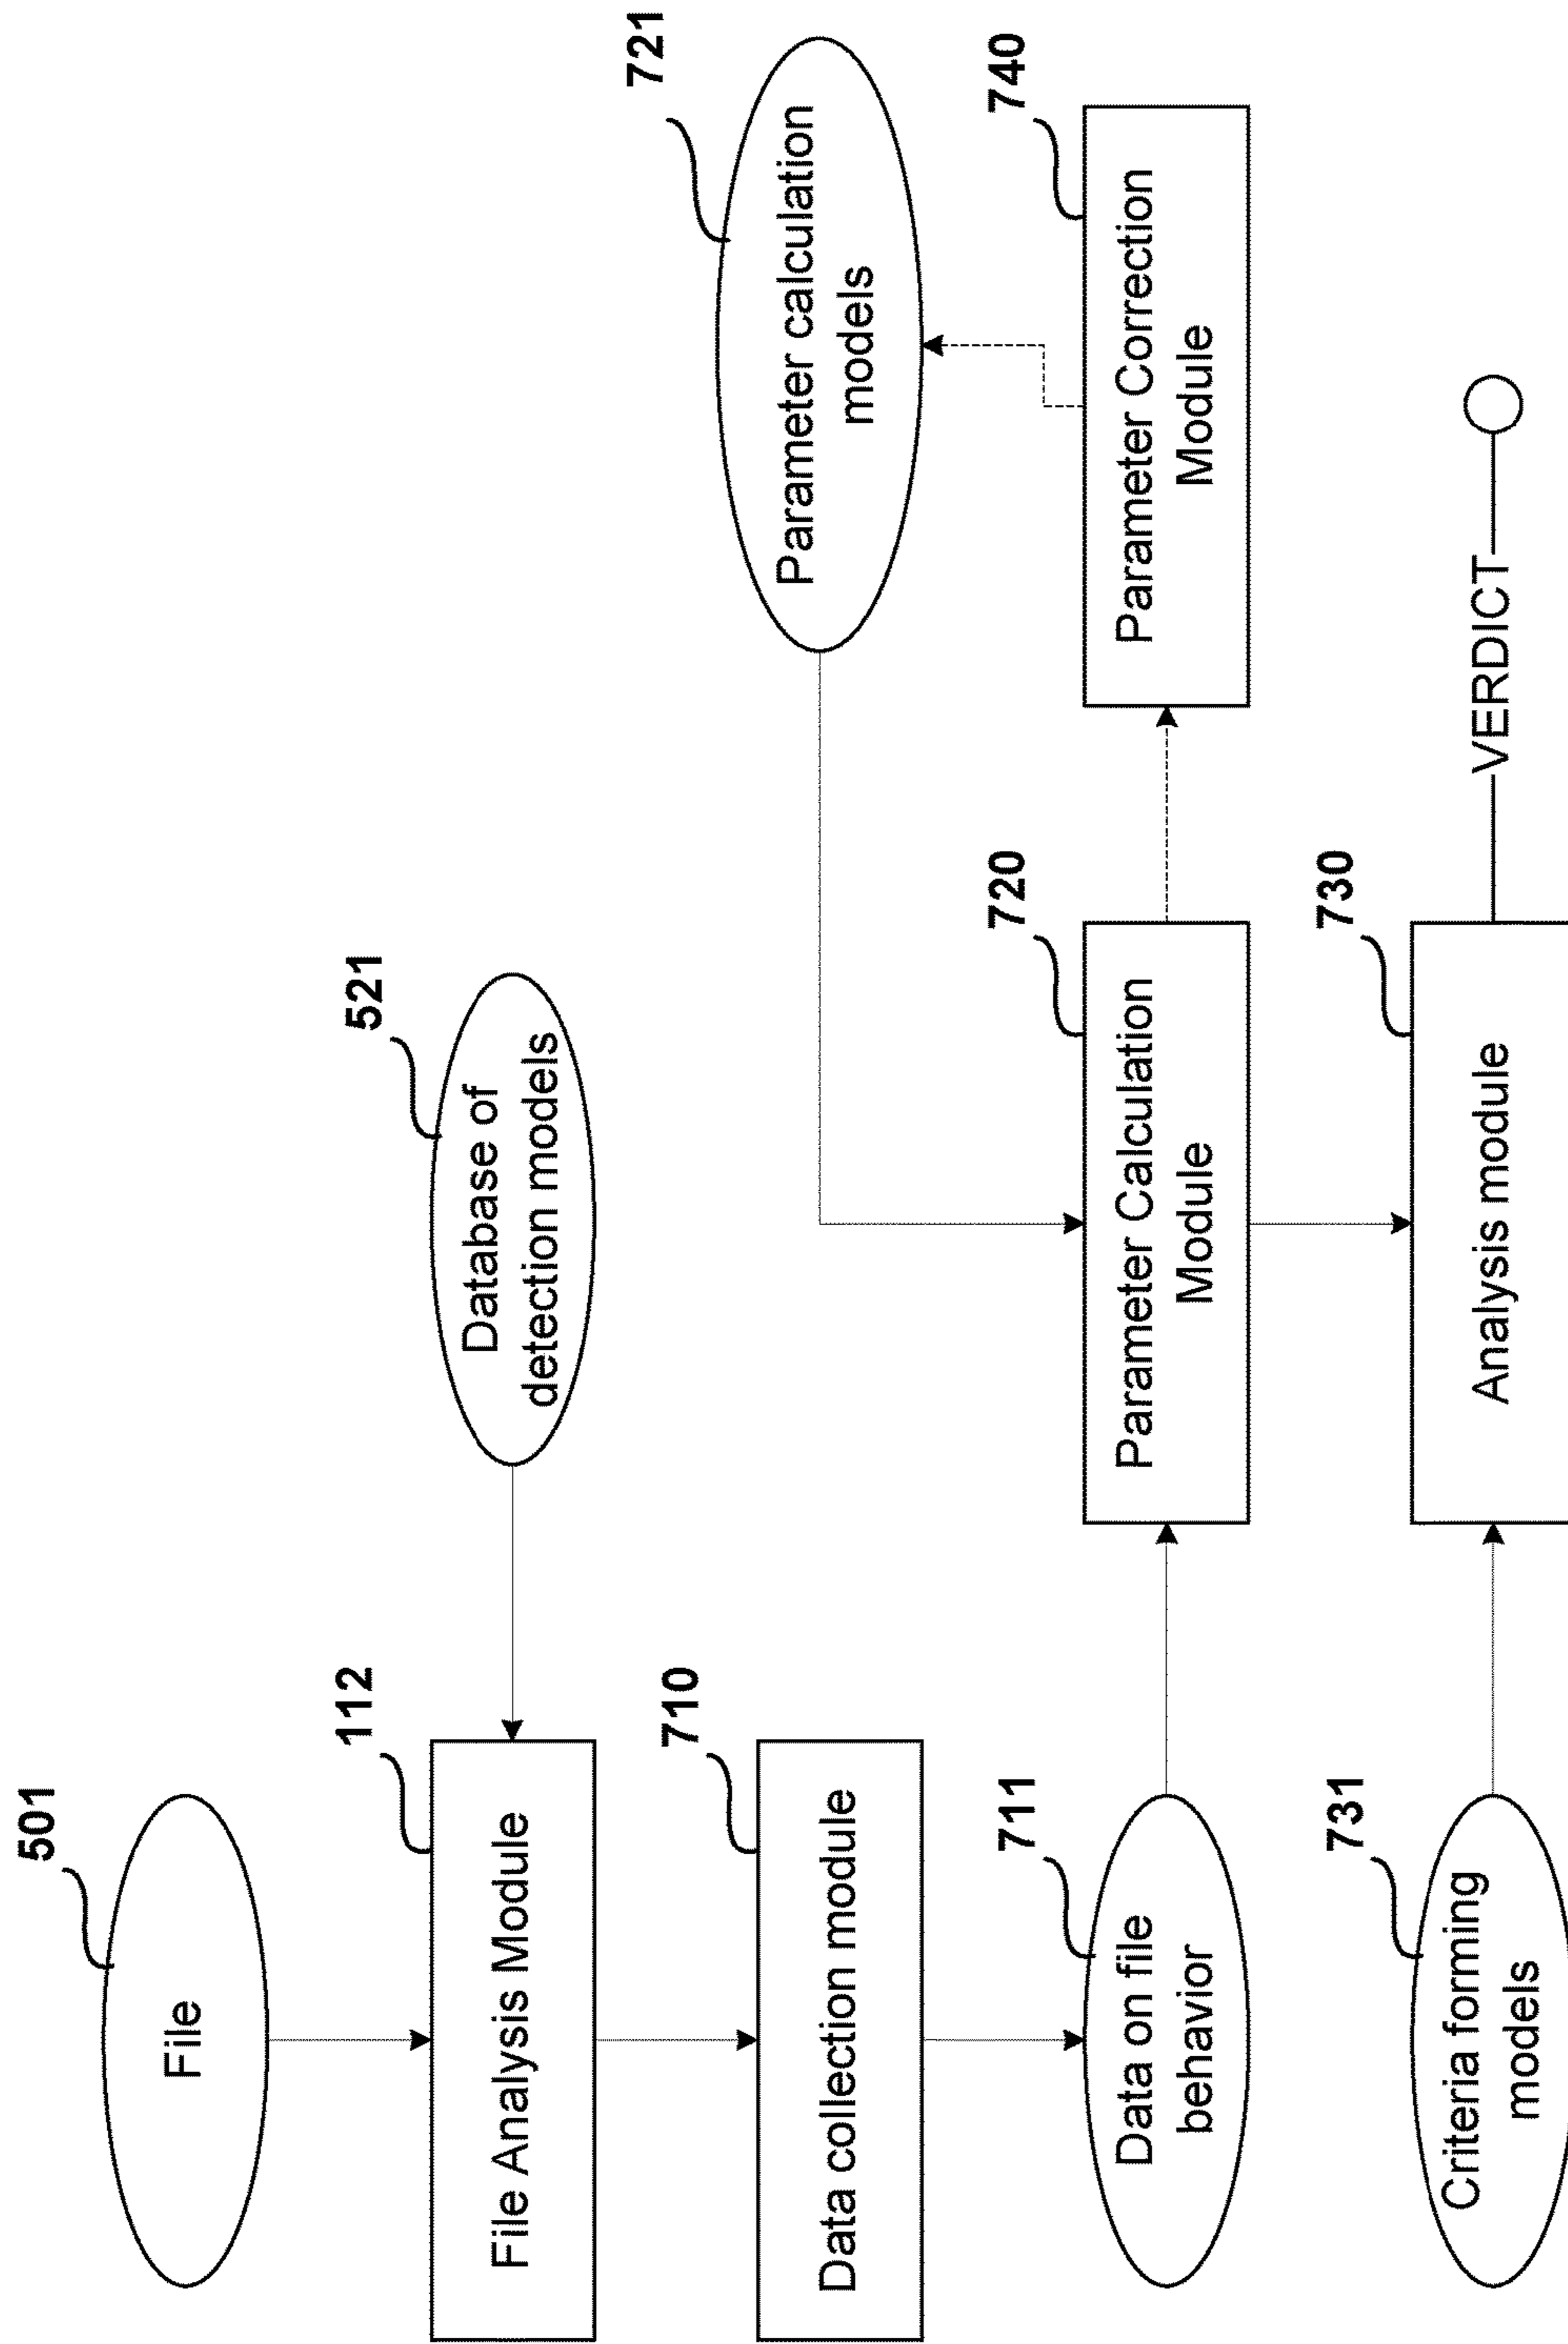 501
File
112
File Analysis Module
521
Database of
detection models
710
Data collection module
721
Parameter calculation
models
711
Data on file
behavior
720
Parameter Calculation
Module
740
Parameter Correction
Module
731
Criteria forming
models
730
Analysis module
VERDICT